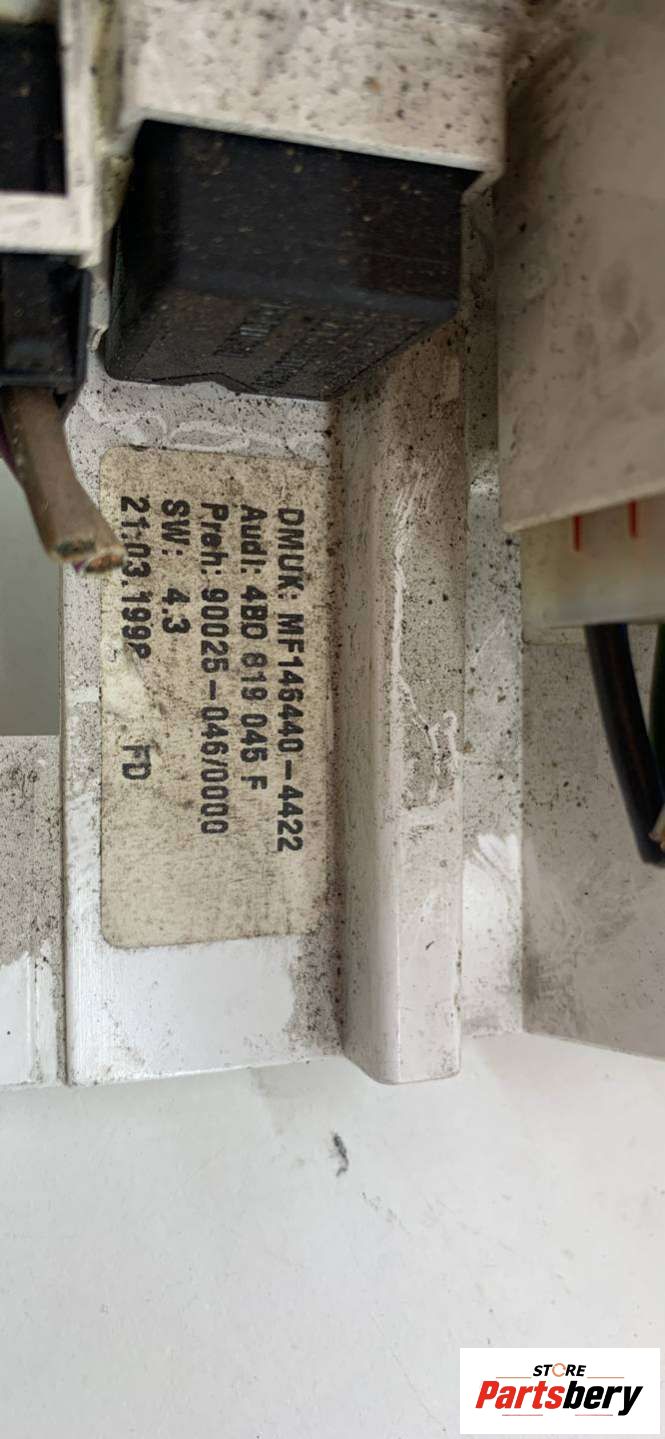 DMUK: MF146440-4422
Audi: 4B0 819 045 F
Preh: 90025-046/0000
SW: 4.3
21.03.1998 FD
STORE
Partsbery